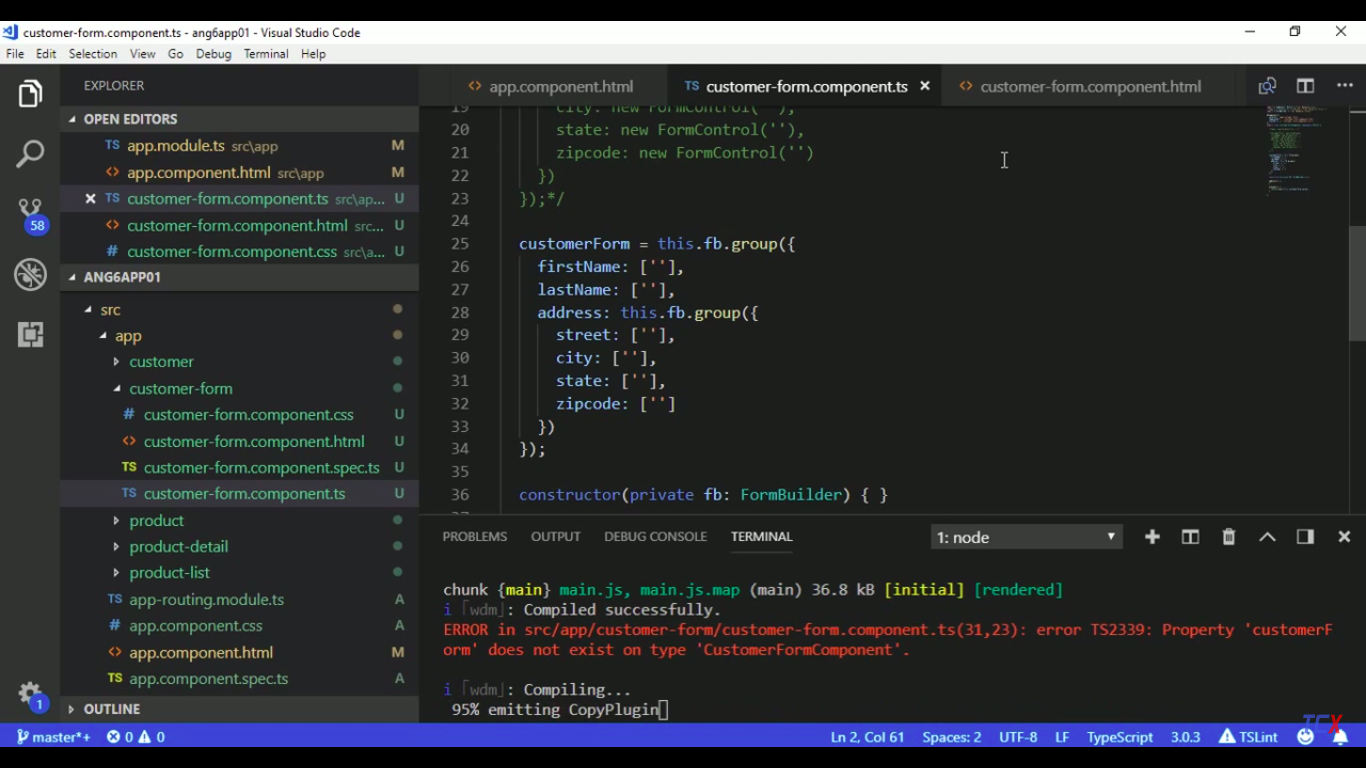 customer-form.component.ts - ang6app01 - Visual Studio Code
File Edit Selection View Go Debug Terminal Help
EXPLORER
OPEN EDITORS
TS app.module.ts src\app M
<> app.component.html src\app M
TS customer-form.component.ts src\ap... U
<> customer-form.component.html src... U
# customer-form.component.css src\a... U
ANG6APP01
src
app
customer
customer-form
# customer-form.component.css U
<> customer-form.component.html U
TS customer-form.component.spec.ts U
TS customer-form.component.ts U
product
product-detail
product-list
TS app-routing.module.ts A
# app.component.css A
<> app.component.html M
TS app.component.spec.ts A
OUTLINE
58
1
<> app.component.html TS customer-form.component.ts <> customer-form.component.html
19 city: new FormControl(''),
20 state: new FormControl(''),
21 zipcode: new FormControl('')
22 })
23 });*/
24
25 customerForm = this.fb.group({
26 firstName: [''],
27 lastName: [''],
28 address: this.fb.group({
29 street: [''],
30 city: [''],
31 state: [''],
32 zipcode: ['']
33 })
34 });
35
36 constructor(private fb: FormBuilder) { }
PROBLEMS OUTPUT DEBUG CONSOLE TERMINAL 1: node
chunk {main} main.js, main.js.map (main) 36.8 kB [initial] [rendered]
i ｢wdm｣: Compiled successfully.
ERROR in src/app/customer-form/customer-form.component.ts(31,23): error TS2339: Property 'customerF
orm' does not exist on type 'CustomerFormComponent'.
i ｢wdm｣: Compiling...
95% emitting CopyPlugin
master*+ 0 0 Ln 2, Col 61 Spaces: 2 UTF-8 LF TypeScript 3.0.3 TSLint